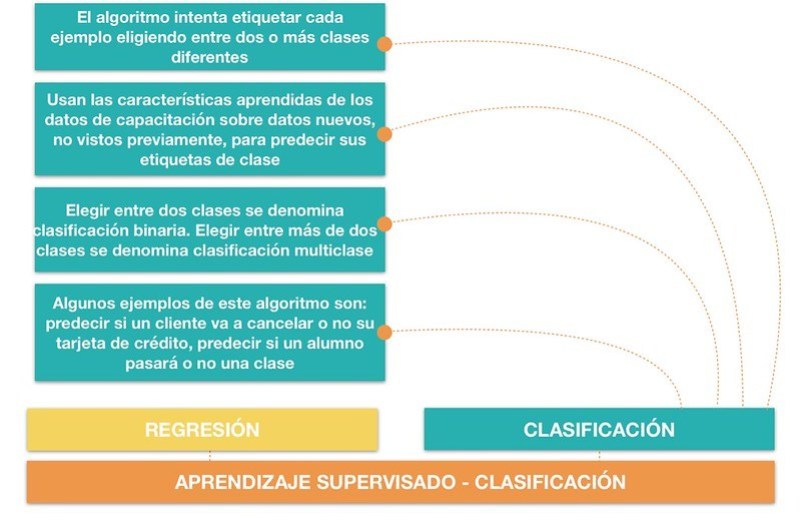 El algoritmo intenta etiquetar cada
ejemplo eligiendo entre dos o más clases
diferentes
Usan las características aprendidas de los
datos de capacitación sobre datos nuevos,
no vistos previamente, para predecir sus
etiquetas de clase
Elegir entre dos clases se denomina
clasificación binaria. Elegir entre más de dos
clases se denomina clasificación multiclase
Algunos ejemplos de este algoritmo son:
predecir si un cliente va a cancelar o no su
tarjeta de crédito, predecir si un alumno
pasará o no una clase
REGRESIÓN
CLASIFICACIÓN
APRENDIZAJE SUPERVISADO - CLASIFICACIÓN